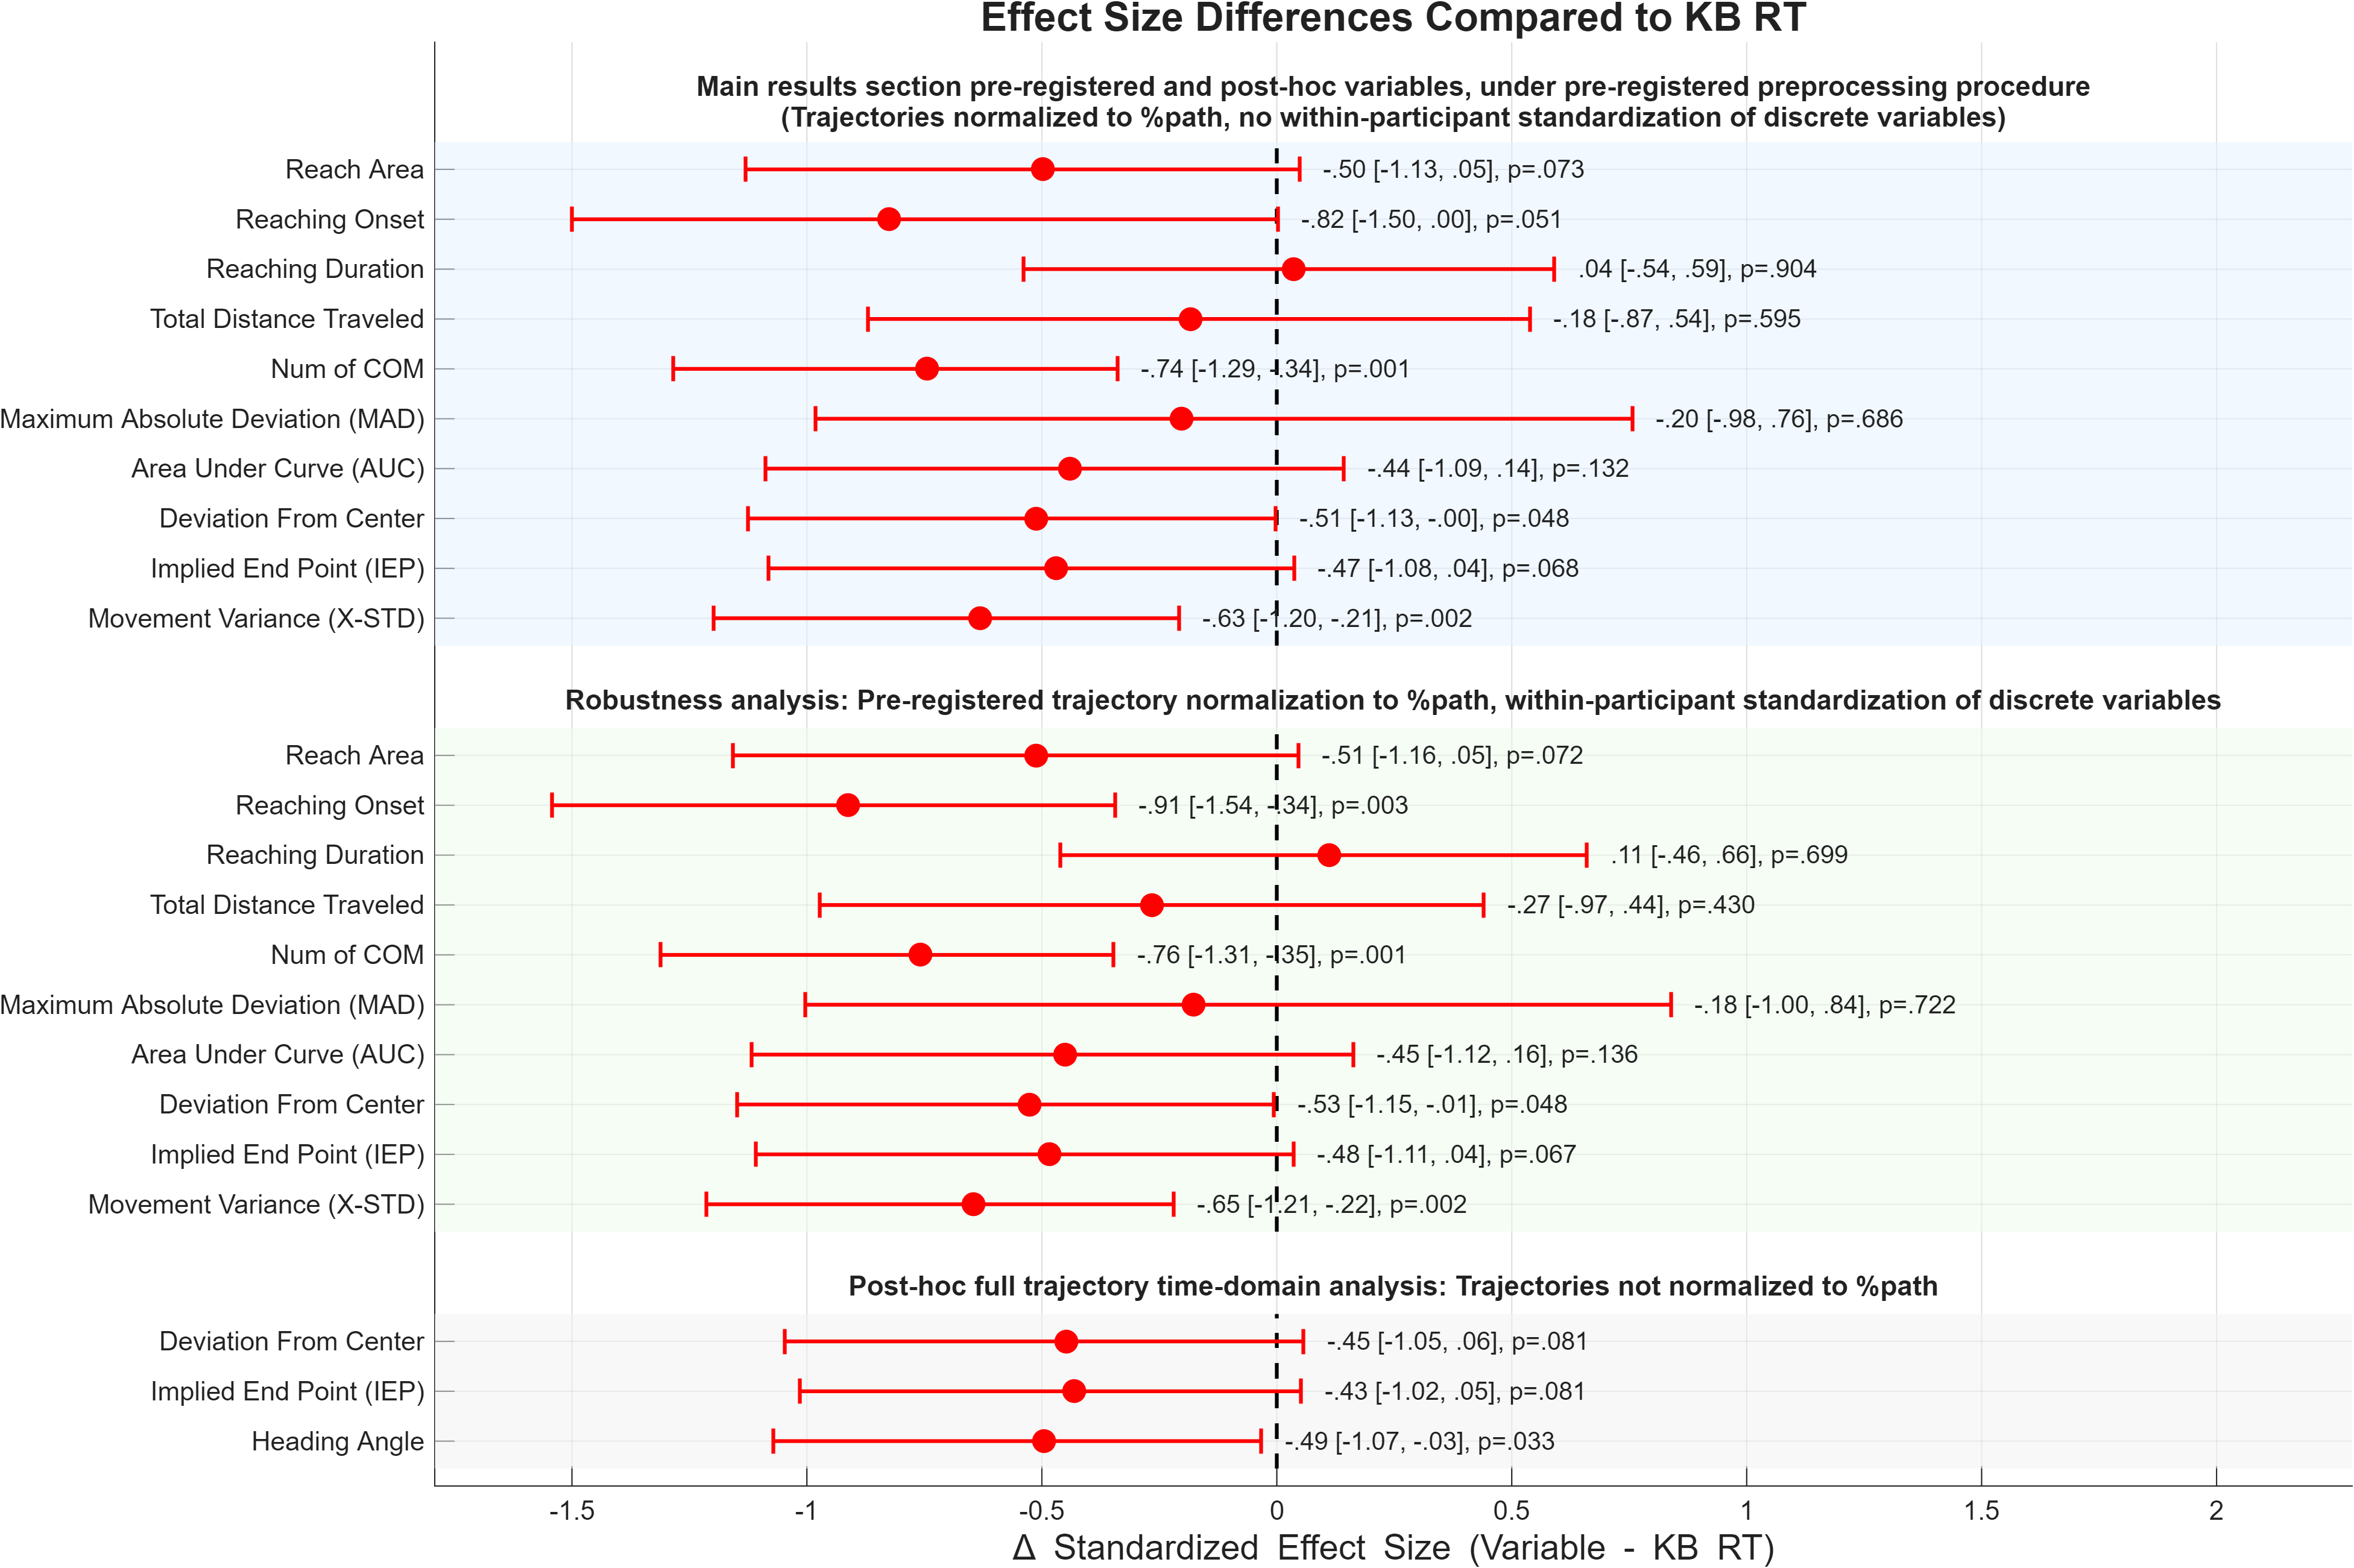 Effect Size Differences Compared to KB RT
Main results section pre-registered and post-hoc variables, under pre-registered preprocessing procedure
(Trajectories normalized to %path, no within-participant standardization of discrete variables)
Reach Area -.50 [-1.13, .05], p=.073
Reaching Onset -.82 [-1.50, .00], p=.051
Reaching Duration .04 [-.54, .59], p=.904
Total Distance Traveled -.18 [-.87, .54], p=.595
Num of COM -.74 [-1.29, -.34], p=.001
Maximum Absolute Deviation (MAD) -.20 [-.98, .76], p=.686
Area Under Curve (AUC) -.44 [-1.09, .14], p=.132
Deviation From Center -.51 [-1.13, -.00], p=.048
Implied End Point (IEP) -.47 [-1.08, .04], p=.068
Movement Variance (X-STD) -.63 [-1.20, -.21], p=.002
Robustness analysis: Pre-registered trajectory normalization to %path, within-participant standardization of discrete variables
Reach Area -.51 [-1.16, .05], p=.072
Reaching Onset -.91 [-1.54, -.34], p=.003
Reaching Duration .11 [-.46, .66], p=.699
Total Distance Traveled -.27 [-.97, .44], p=.430
Num of COM -.76 [-1.31, -.35], p=.001
Maximum Absolute Deviation (MAD) -.18 [-1.00, .84], p=.722
Area Under Curve (AUC) -.45 [-1.12, .16], p=.136
Deviation From Center -.53 [-1.15, -.01], p=.048
Implied End Point (IEP) -.48 [-1.11, .04], p=.067
Movement Variance (X-STD) -.65 [-1.21, -.22], p=.002
Post-hoc full trajectory time-domain analysis: Trajectories not normalized to %path
Deviation From Center -.45 [-1.05, .06], p=.081
Implied End Point (IEP) -.43 [-1.02, .05], p=.081
Heading Angle -.49 [-1.07, -.03], p=.033
-1.5 -1 -0.5 0 0.5 1 1.5 2
Δ Standardized Effect Size (Variable - KB RT)